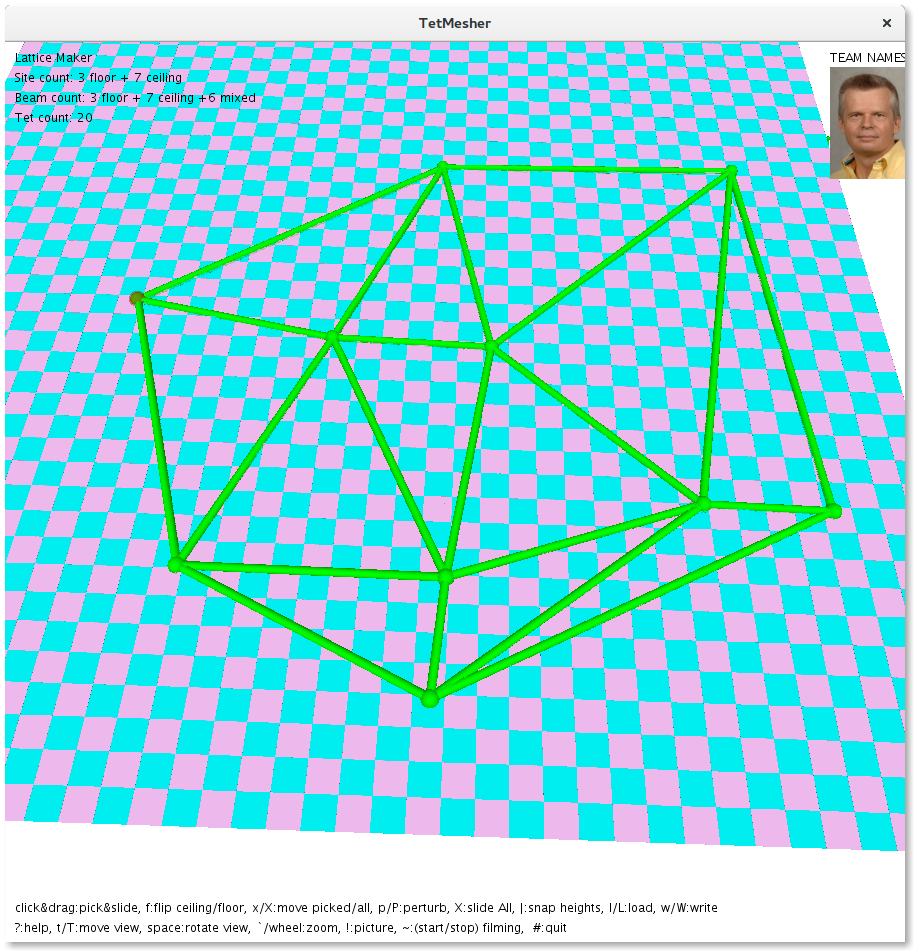 TetMesher
Lattice Maker
TEAM NAMES
Site count: 3 floor + 7 ceiling
Beam count: 3 floor + 7 ceiling +6 mixed
Tet count: 20
click&drag:pick&slide, f:flip ceiling/floor, x/X:move picked/all, p/P:perturb, X:slide All, |:snap heights, l/L:load, w/W:write
?:help, t/T:move view, space:rotate view, `/wheel:zoom, !:picture, ~:(start/stop) filming, #:quit